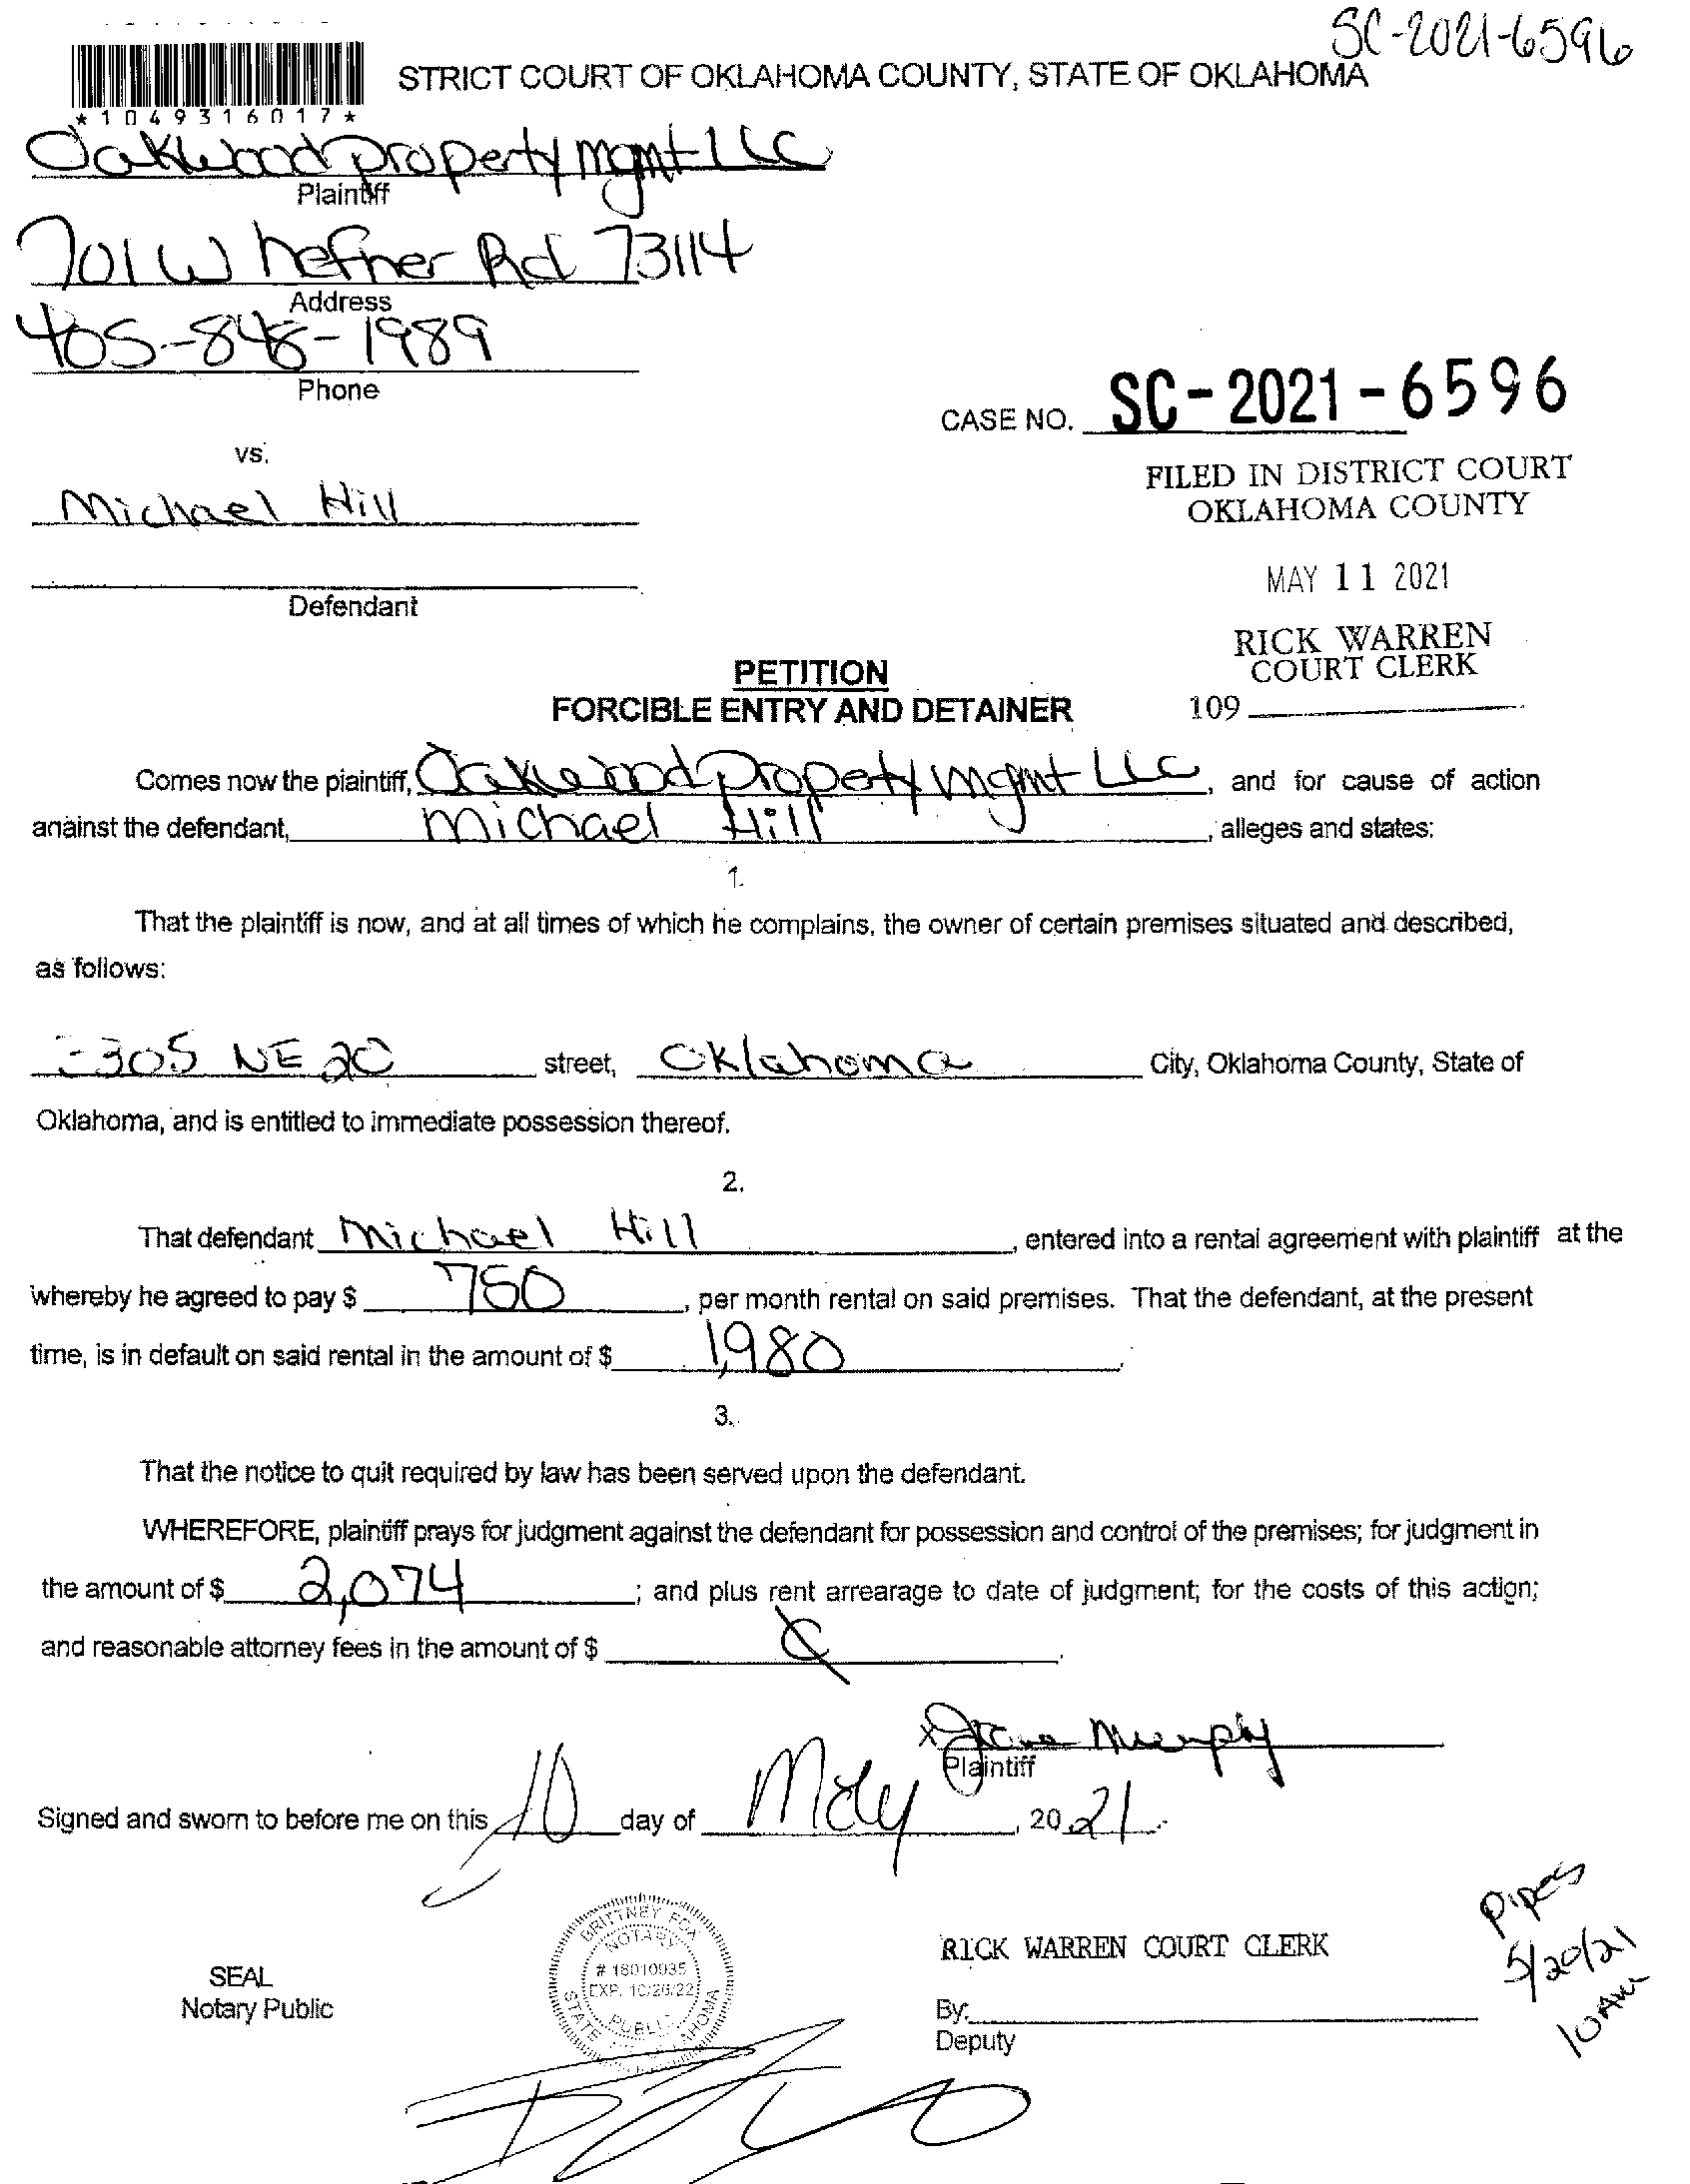 SC-2021-6596
STRICT COURT OF OKLAHOMA COUNTY, STATE OF OKLAHOMA
*1049316017*
Oakwood property mgmt LLC
Plaintiff
701 W hefner Rd 73114
Address
405-848-1989
Phone
CASE NO. SC-2021-6596
vs.
FILED IN DISTRICT COURT
OKLAHOMA COUNTY
Michael Hill
MAY 11 2021
Defendant
RICK WARREN
COURT CLERK
109
PETITION
FORCIBLE ENTRY AND DETAINER
Comes now the plaintiff, Oakwood Propety mgmt LLC, and for cause of action
against the defendant, Michael Hill, alleges and states:
1.
That the plaintiff is now, and at all times of which he complains, the owner of certain premises situated and described,
as follows:
305 NE 20 street, Oklahoma City, Oklahoma County, State of
Oklahoma, and is entitled to immediate possession thereof.
2.
That defendant Michael Hill, entered into a rental agreement with plaintiff at the
whereby he agreed to pay $ 750, per month rental on said premises. That the defendant, at the present
time, is in default on said rental in the amount of $ 1,980.
3.
That the notice to quit required by law has been served upon the defendant.
WHEREFORE, plaintiff prays for judgment against the defendant for possession and control of the premises; for judgment in
the amount of $ 2,074; and plus rent arrearage to date of judgment; for the costs of this action;
and reasonable attorney fees in the amount of $
Murphy
Plaintiff
Signed and sworn to before me on this 10 day of May, 2021.
Pipes
5/20/21
10AM
BRITTNEY FOX
NOTARY
# 18010935
EXP. 10/26/22
PUBLIC
STATE OF OKLAHOMA
SEAL
Notary Public
RICK WARREN COURT CLERK
By:
Deputy